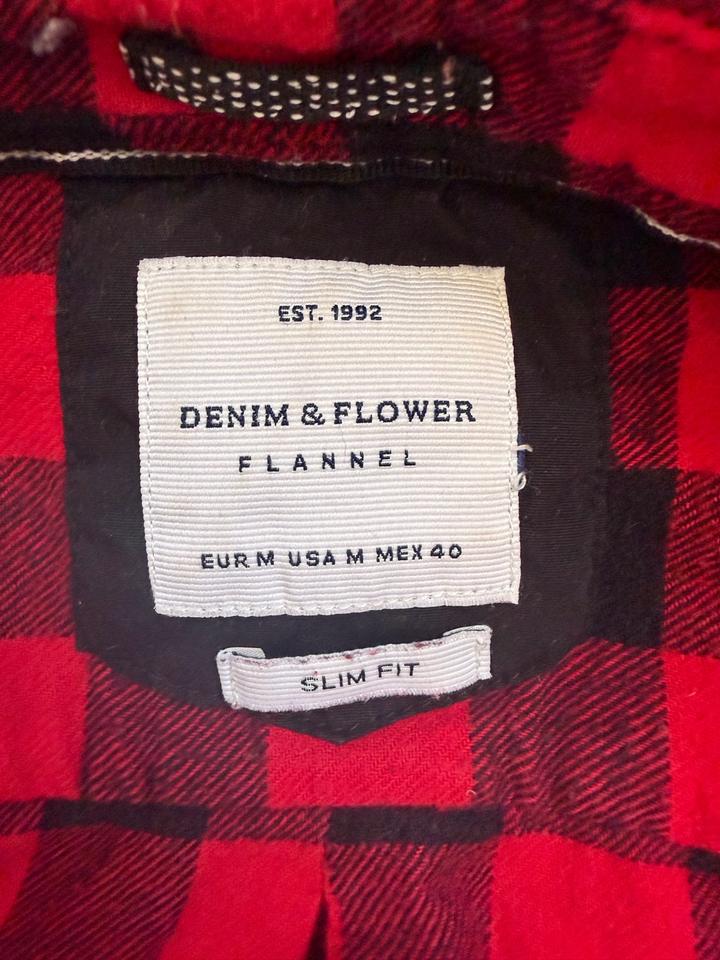 EST. 1992
DENIM & FLOWER
FLANNEL
EUR M USA M MEX 40
SLIM FIT